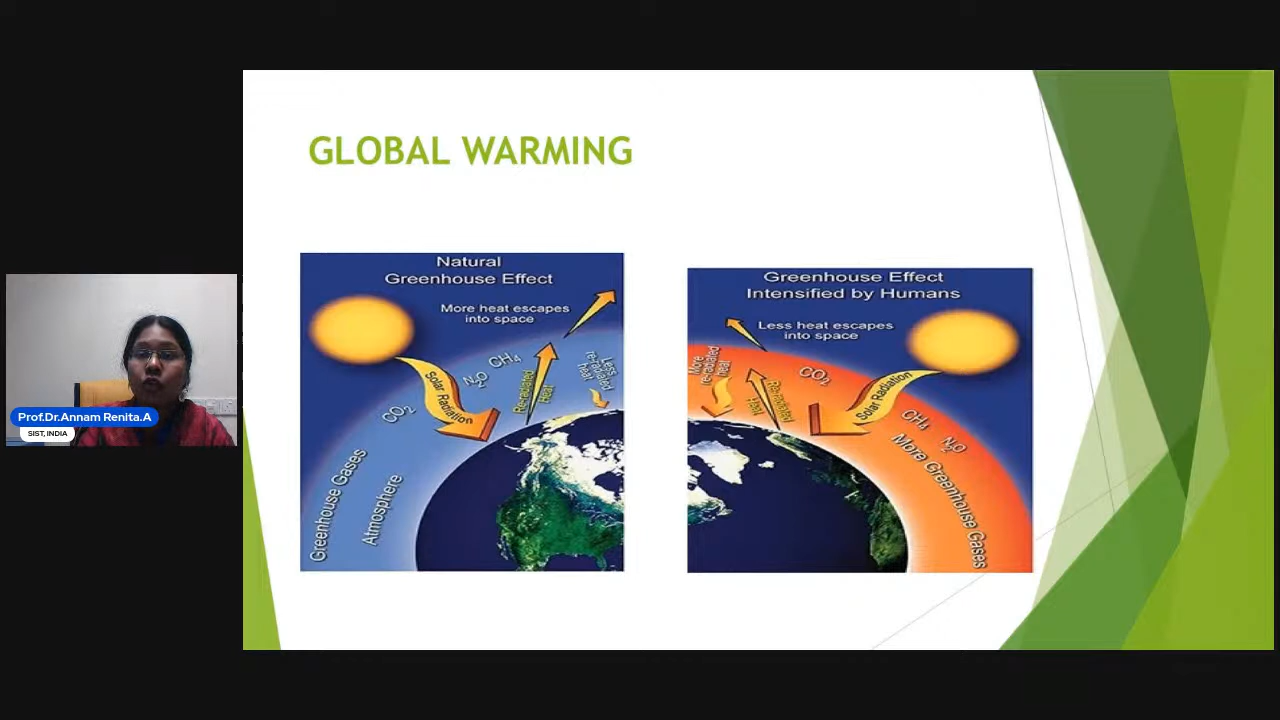 GLOBAL WARMING
Prof.Dr.Annam Renita.A
SIST, INDIA
Natural
Greenhouse Effect
More heat escapes
into space
CH4
N2O
CO2
Solar Radiation
Re-radiated
Heat
Less
re-radiated
heat
Greenhouse Gases
Atmosphere
Greenhouse Effect
Intensified by Humans
Less heat escapes
into space
More
re-radiated
heat
CO2
Re-radiated
Heat
Solar Radiation
CH4
N2O
More Greenhouse Gases